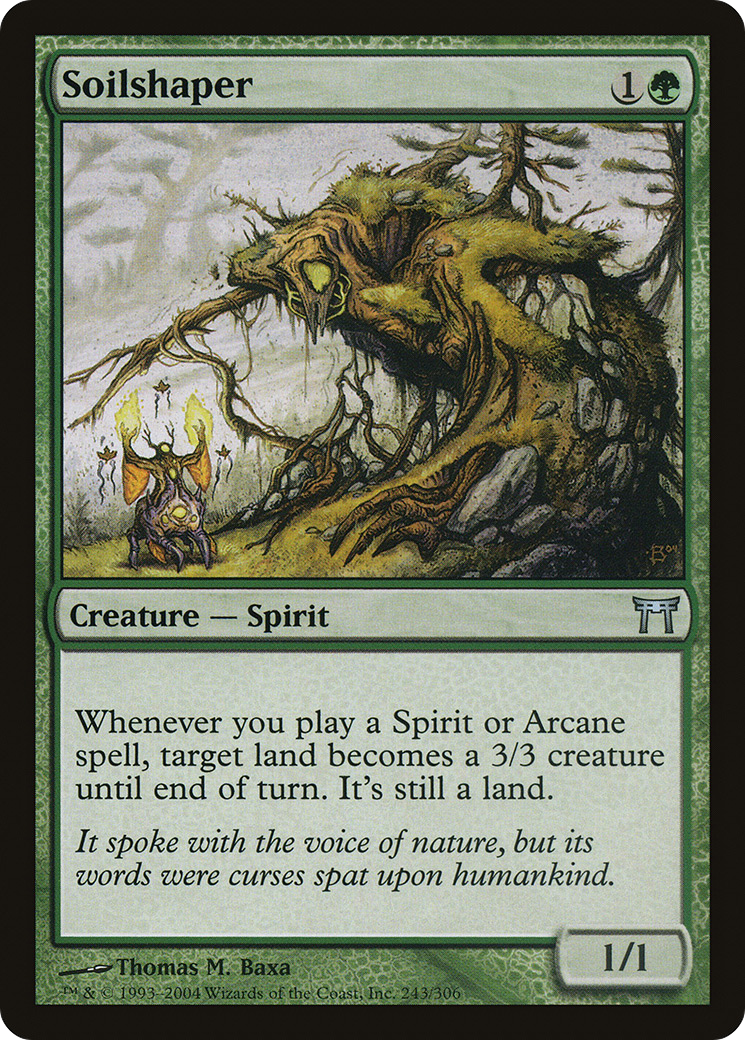 Soilshaper
1
Creature — Spirit
Whenever you play a Spirit or Arcane
spell, target land becomes a 3/3 creature
until end of turn. It's still a land.
It spoke with the voice of nature, but its
words were curses spat upon humankind.
1/1
Thomas M. Baxa
™ & © 1993–2004 Wizards of the Coast, Inc. 243/306